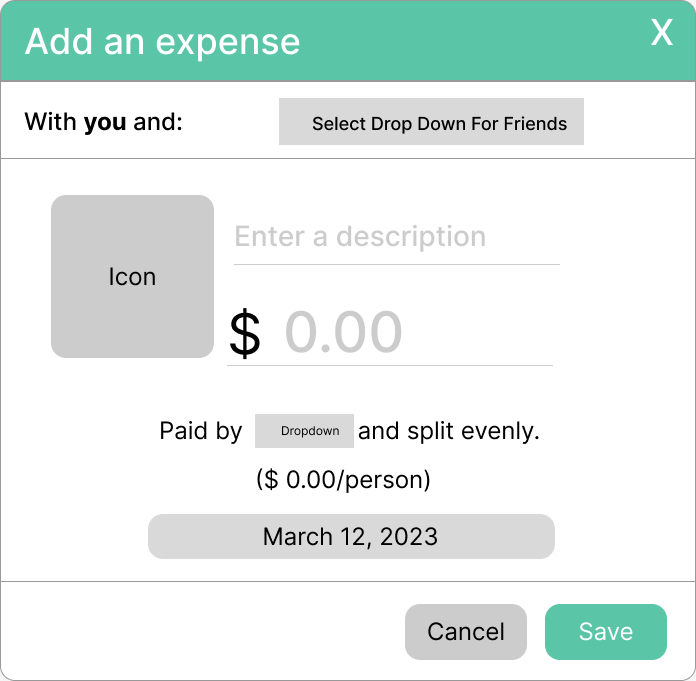 Add an expense X
With you and: Select Drop Down For Friends
Icon
Enter a description
$ 0.00
Paid by Dropdown and split evenly.
($ 0.00/person)
March 12, 2023
Cancel Save